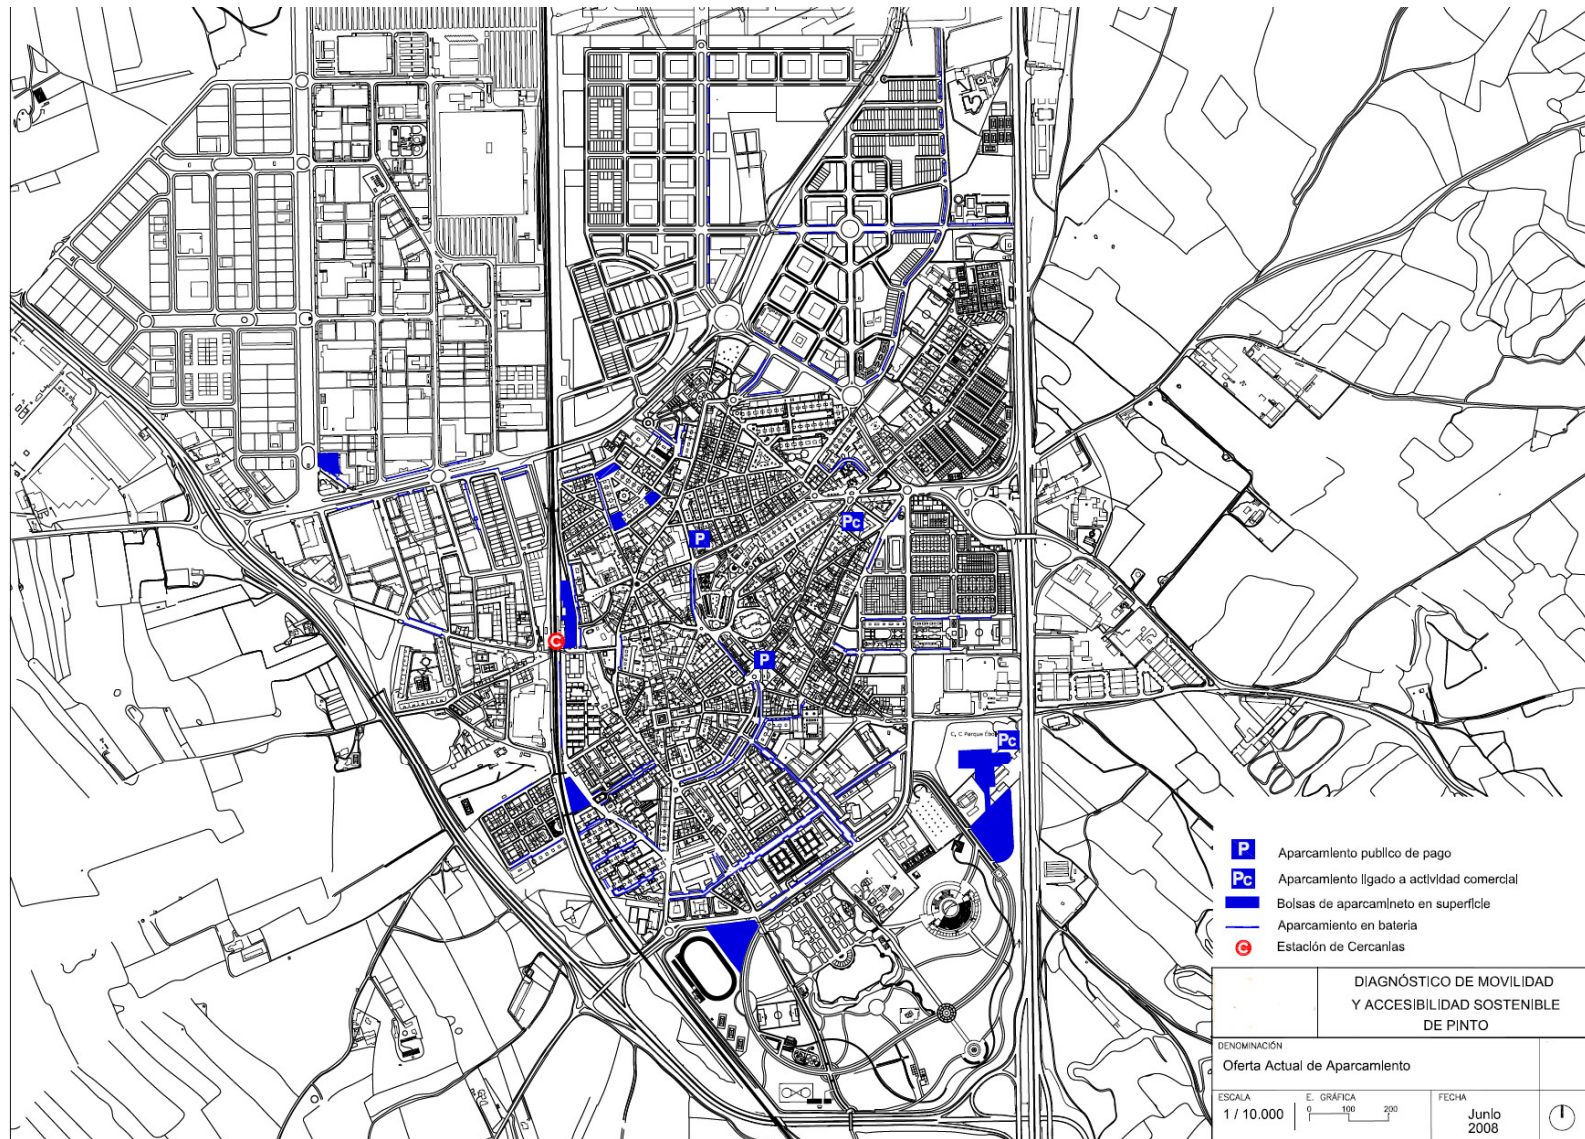 P
Pc
C
P
C, C Parque Ébo
Pc
P Aparcamiento publico de pago
Pc Aparcamiento ligado a actividad comercial
Bolsas de aparcamineto en superficie
Aparcamiento en bateria
C Estación de Cercanias
DIAGNÓSTICO DE MOVILIDAD
Y ACCESIBILIDAD SOSTENIBLE
DE PINTO
DENOMINACIÓN
Oferta Actual de Aparcamiento
ESCALA
1 / 10.000
E. GRÁFICA
0 100 200
FECHA
Junio
2008